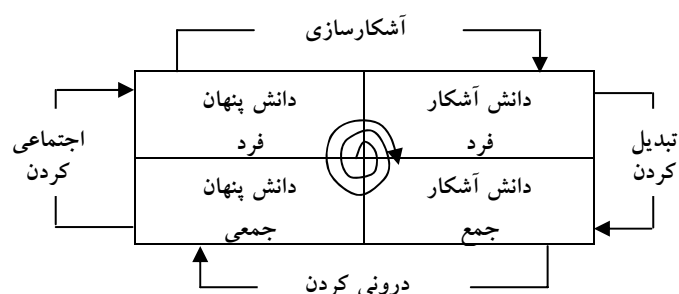 آشکارسازی
دانش آشکار
فرد
دانش پنهان
فرد
تبدیل
کردن
اجتماعی
کردن
دانش آشکار
جمع
دانش پنهان
جمعی
درونی کردن